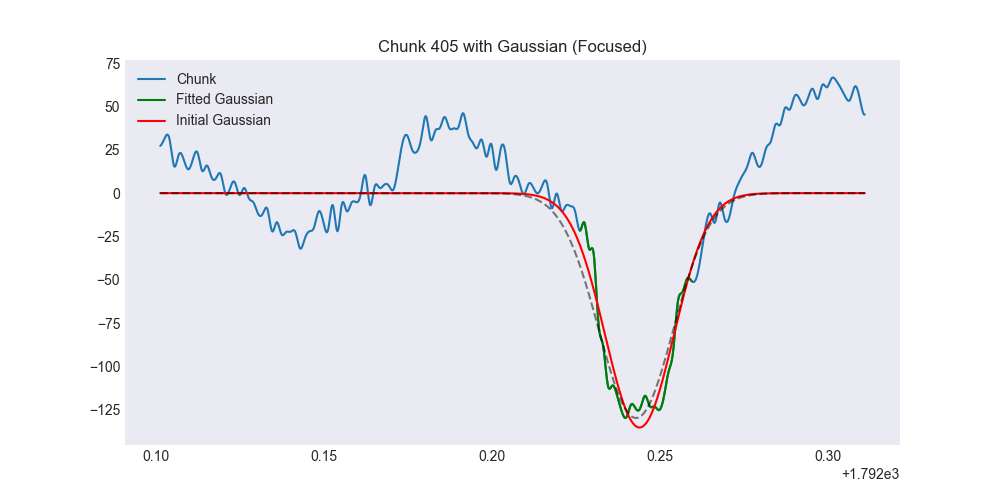 Chunk 405 with Gaussian (Focused)
Chunk
Fitted Gaussian
Initial Gaussian
75
50
25
0
−25
−50
−75
−100
−125
0.10 0.15 0.20 0.25 0.30
+1.792e3